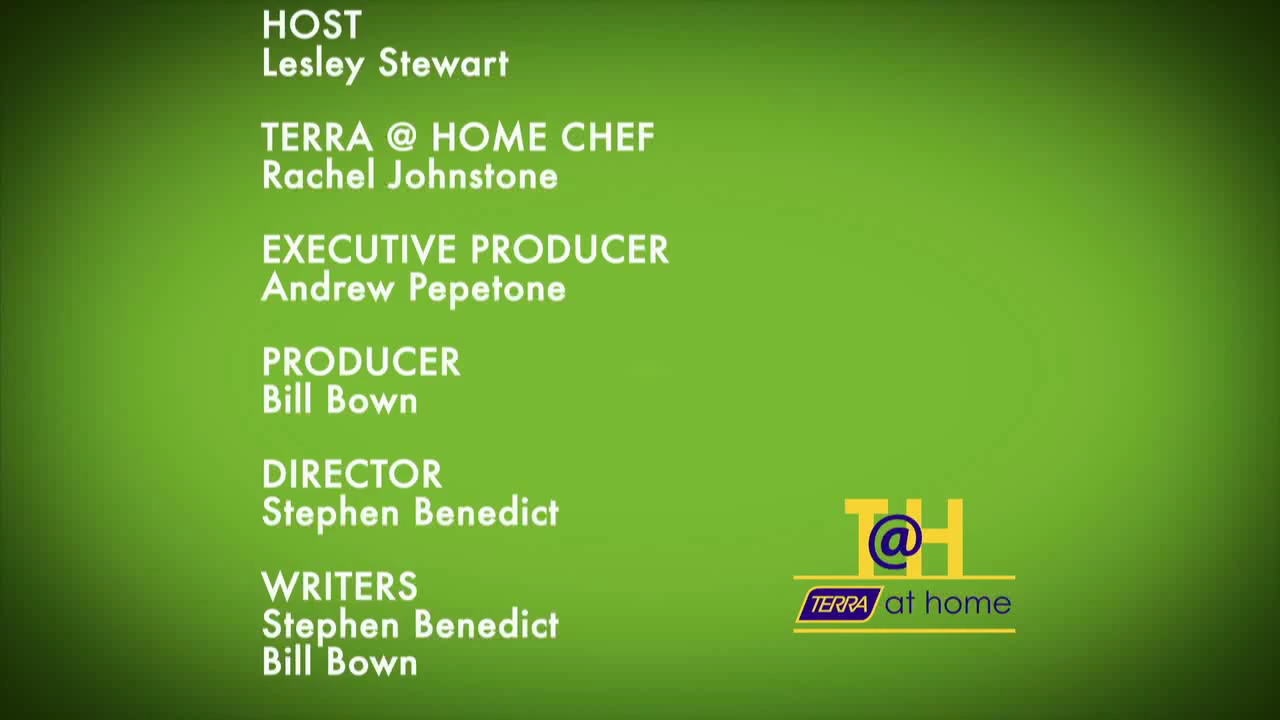 HOST
Lesley Stewart
TERRA @ HOME CHEF
Rachel Johnstone
EXECUTIVE PRODUCER
Andrew Pepetone
PRODUCER
Bill Bown
DIRECTOR
Stephen Benedict
WRITERS
Stephen Benedict
Bill Bown
T@H
TERRA at home